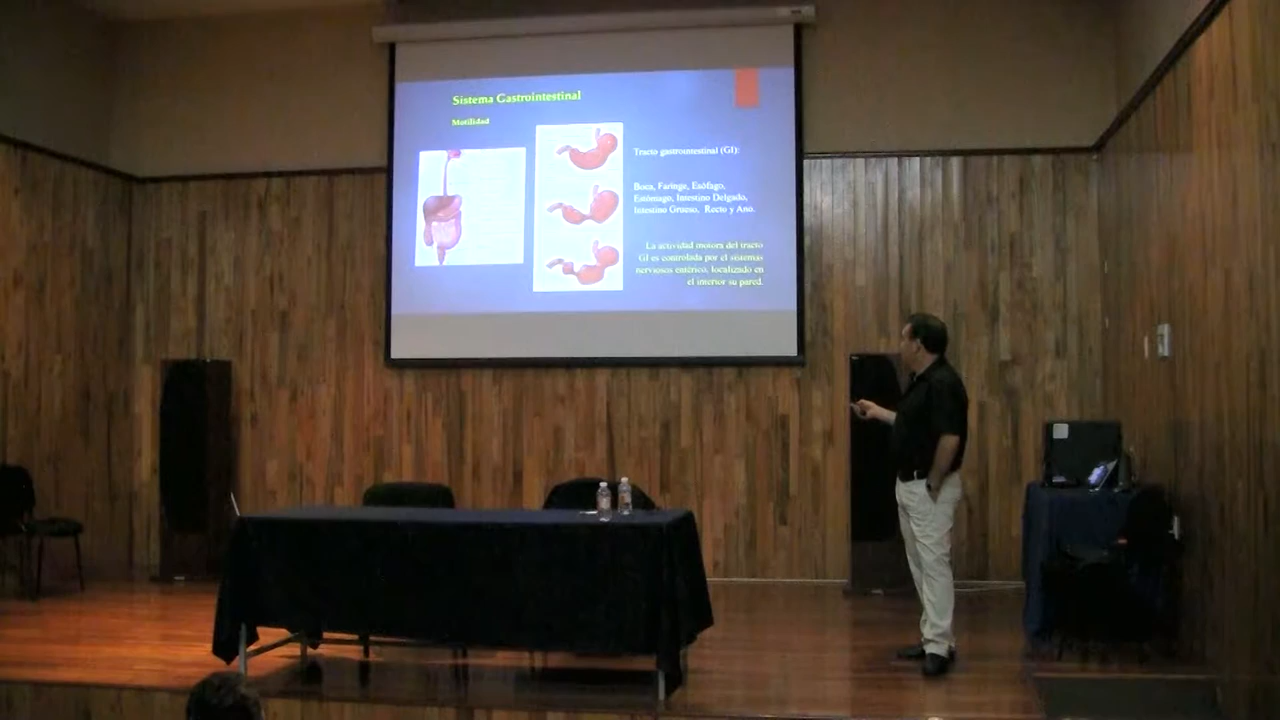 Sistema Gastrointestinal
Motilidad
Tracto gastrointestinal (GI):
Boca, Faringe, Esófago,
Estómago, Intestino Delgado,
Intestino Grueso, Recto y Ano.
La actividad motora del tracto
GI es controlada por el sistema
nerviosos entérico, localizado en
el interior su pared.